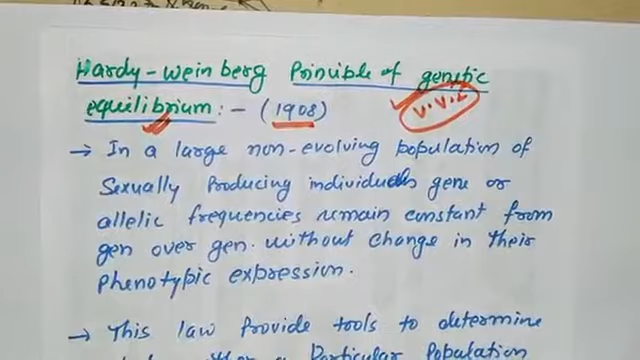 Hardy-Weinberg Principle of genetic
equilibrium :- (1908) V.V.I
→ In a large non-evolving population of
Sexually Producing individuals gene or
allelic frequencies remain constant from
gen over gen. without change in their
phenotypic expression.
→ This law Provide tools to determine
a Particular Population